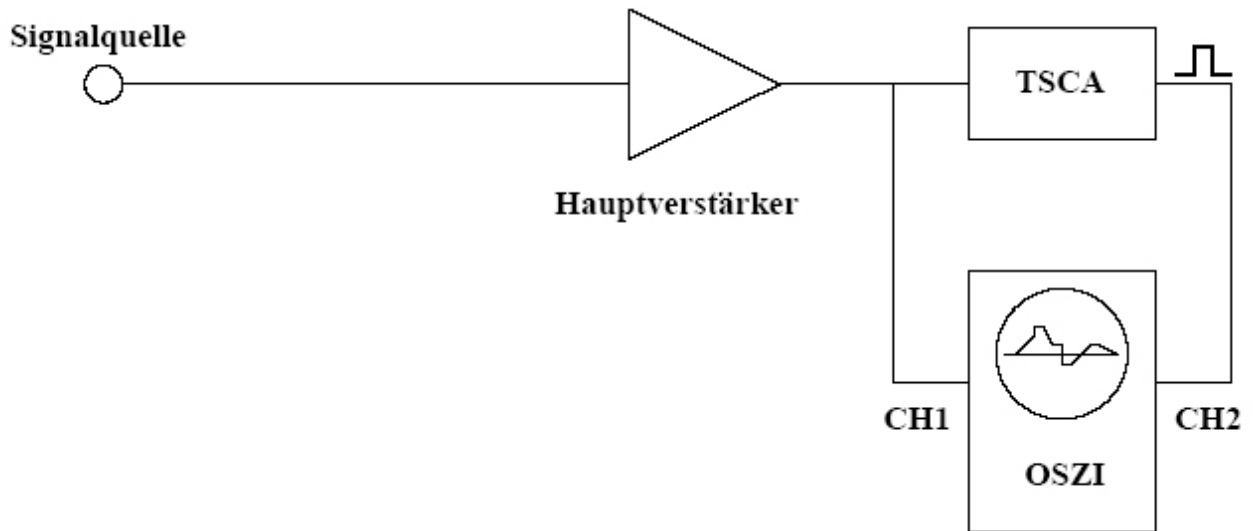 Signalquelle
TSCA
Hauptverstärker
CH1
CH2
OSZI